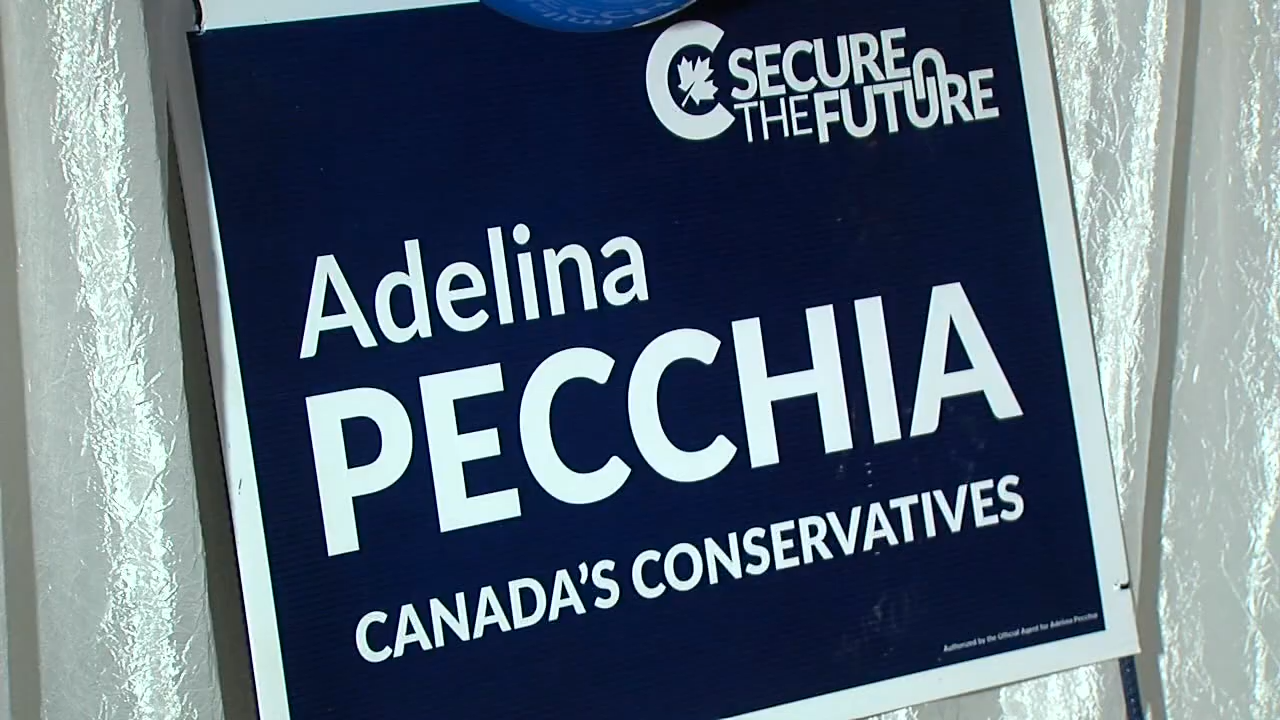 SECURE
THE FUTURE
Adelina
PECCHIA
CANADA'S CONSERVATIVES
Authorized by the Official Agent for Adelina Pecchia